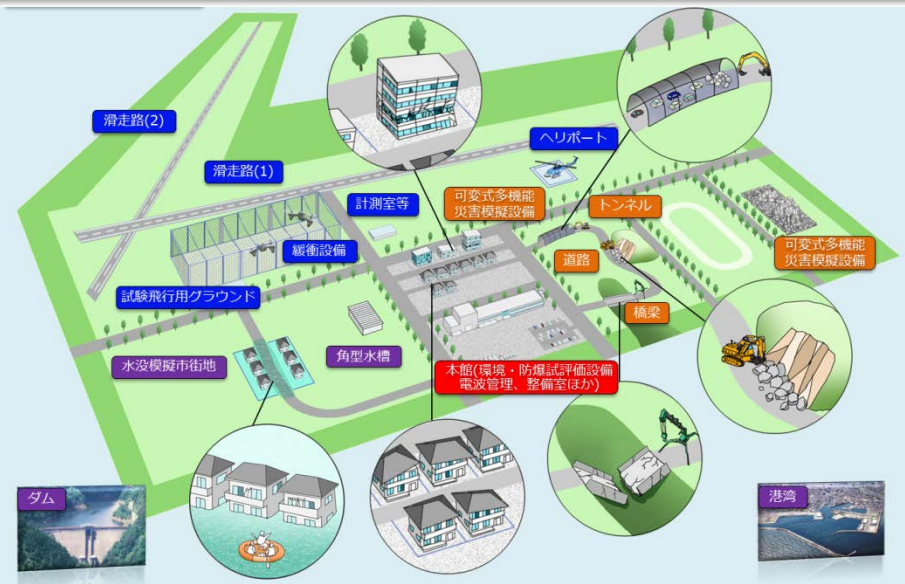 滑走路(2)
滑走路(1)
ヘリポート
計測室等
可変式多機能
災害模擬設備
トンネル
緩衝設備
道路
可変式多機能
災害模擬設備
試験飛行用グラウンド
橋梁
水没模擬市街地
角型水槽
本館(環境・防爆試評価設備
電波管理、整備室ほか)
ダム
港湾